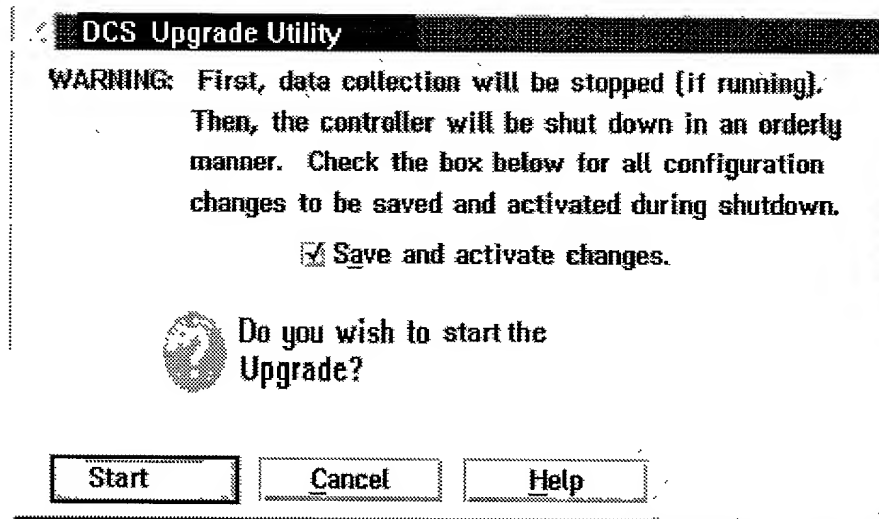 DCS Upgrade Utility
WARNING: First, data collection will be stopped (if running).
Then, the controller will be shut down in an orderly
manner. Check the box below for all configuration
changes to be saved and activated during shutdown.
Save and activate changes.
Do you wish to start the
Upgrade?
Start Cancel Help